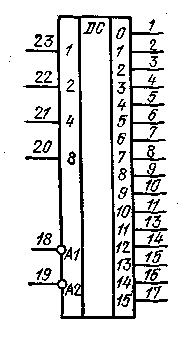 DC 0 1
23 1 1 2
2 3
22 2 3 4
4 5
21 4 5 6
6 7
20 8 7 8
8 9
9 10
10 11
11 13
18 A1 12 14
13 15
19 A2 14 16
15 17